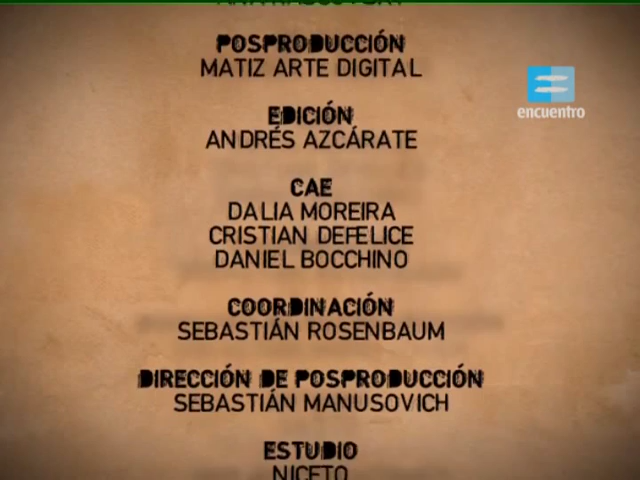 POSPRODUCCIÓN
MATIZ ARTE DIGITAL
EDICIÓN
ANDRÉS AZCÁRATE
encuentro
CAE
DALIA MOREIRA
CRISTIAN DEFELICE
DANIEL BOCCHINO
COORDINACIÓN
SEBASTIÁN ROSENBAUM
DIRECCIÓN DE POSPRODUCCIÓN
SEBASTIÁN MANUSOVICH
ESTUDIO
NICETO